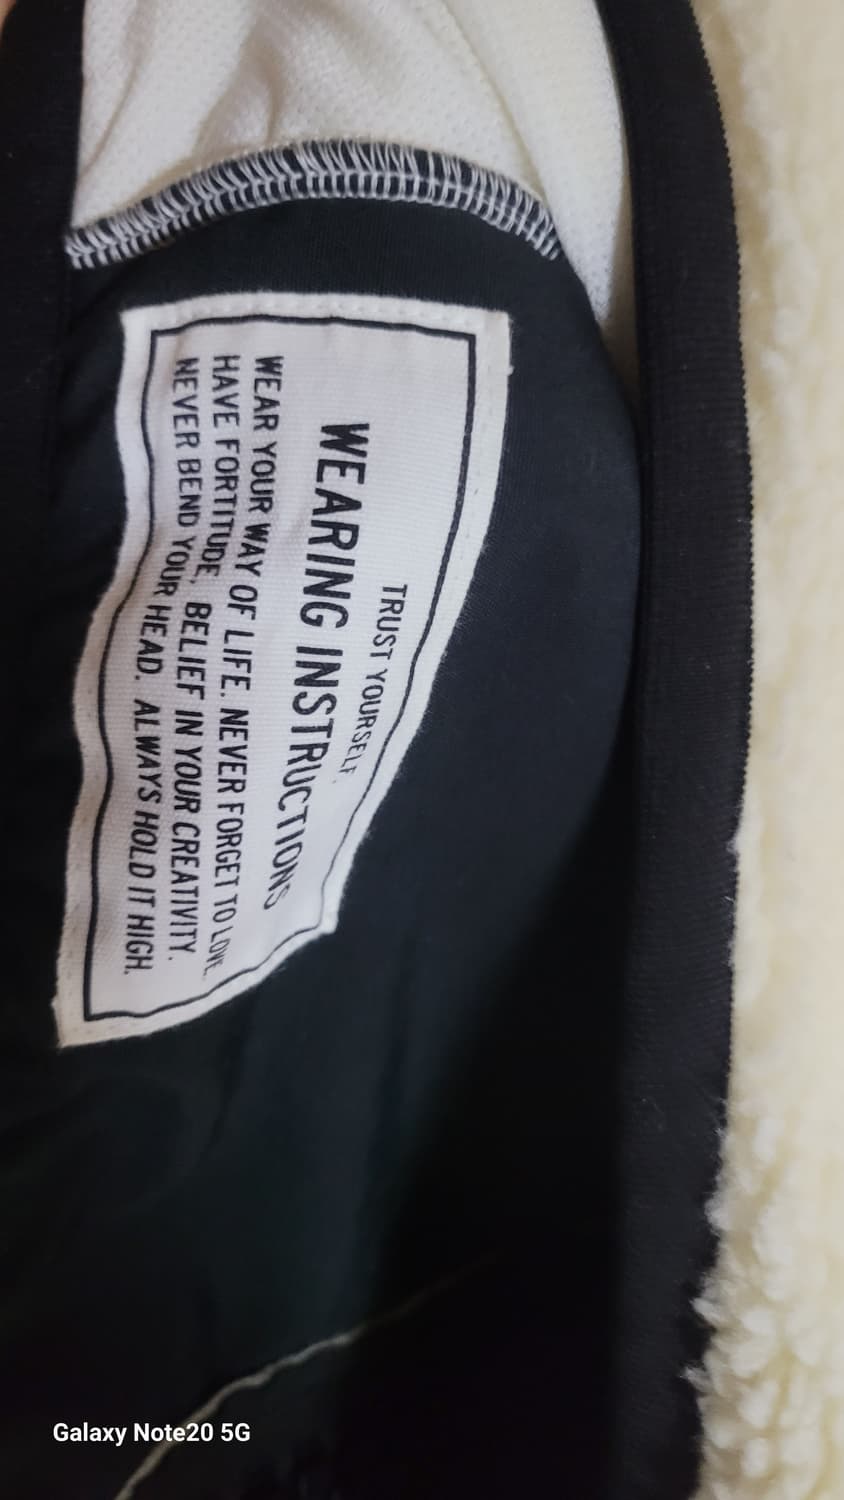 TRUST YOURSELF.
WEARING INSTRUCTIONS
WEAR YOUR WAY OF LIFE. NEVER FORGET TO LOVE.
HAVE FORTITUDE, BELIEF IN YOUR CREATIVITY.
NEVER BEND YOUR HEAD. ALWAYS HOLD IT HIGH.
Galaxy Note20 5G